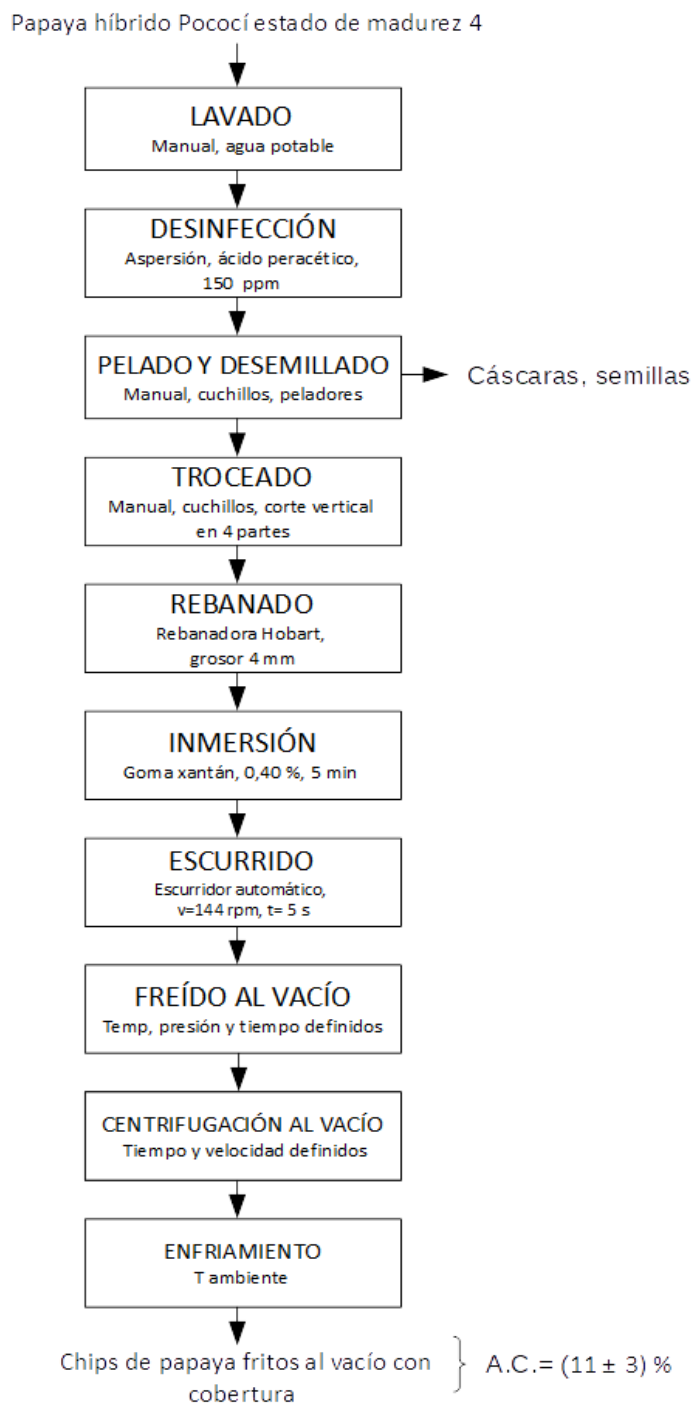 Papaya híbrido Pococí estado de madurez 4
LAVADO
Manual, agua potable
DESINFECCIÓN
Aspersión, ácido peracético,
150 ppm
PELADO Y DESEMILLADO
Manual, cuchillos, peladores
Cáscaras, semillas
TROCEADO
Manual, cuchillos, corte vertical
en 4 partes
REBANADO
Rebanadora Hobart,
grosor 4 mm
INMERSIÓN
Goma xantán, 0,40 %, 5 min
ESCURRIDO
Escurridor automático,
v=144 rpm, t= 5 s
FREÍDO AL VACÍO
Temp, presión y tiempo definidos
CENTRIFUGACIÓN AL VACÍO
Tiempo y velocidad definidos
ENFRIAMIENTO
T ambiente
Chips de papaya fritos al vacío con
cobertura
A.C.= (11 ± 3) %